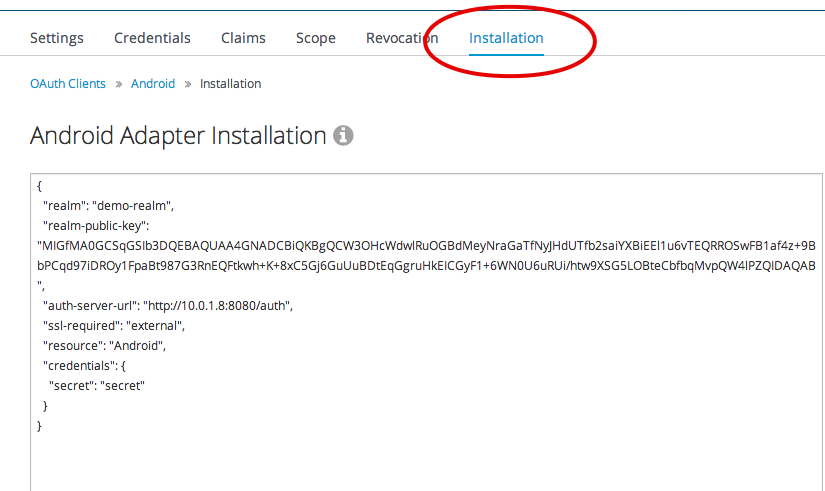 Settings Credentials Claims Scope Revocation Installation
OAuth Clients » Android » Installation
Android Adapter Installation
{
"realm": "demo-realm",
"realm-public-key":
"MIGfMA0GCSqGSIb3DQEBAQUAA4GNADCBiQKBgQCW3OHcWdwlRuOGBdMeyNraGaTfNyJHdUTfb2saiYXBiEEl1u6vTEQRROSwFB1af4z+9B
bPCqd97iDROy1FpaBt987G3RnEQFtkwh+K+8xC5Gj6GuUuBDtEqGgruHkEICGyF1+6WN0U6uRUi/htw9XSG5LOBteCbfbqMvpQW4lPZQIDAQAB
",
"auth-server-url": "http://10.0.1.8:8080/auth",
"ssl-required": "external",
"resource": "Android",
"credentials": {
"secret": "secret"
}
}